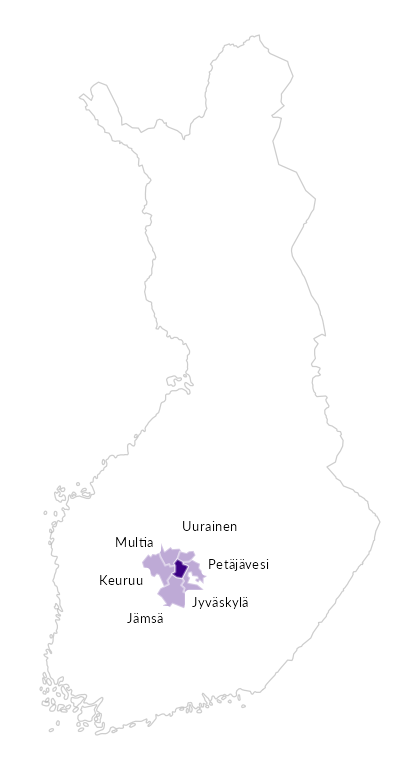 Uurainen
Multia
Petäjävesi
Keuruu
Jyväskylä
Jämsä